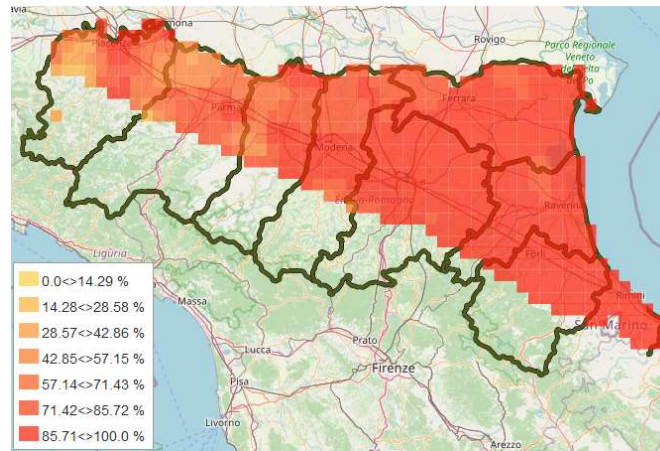 Rovigo
Parco Regionale
Veneto
Piacenza
Parma
Ferrara
Modena
Ravenna
Forlì
Rimini
San Marino
Liguria
Massa
Lucca
Prato
Pisa
Firenze
Livorno
Arezzo
0.0<>14.29 %
14.28<>28.58 %
28.57<>42.86 %
42.85<>57.15 %
57.14<>71.43 %
71.42<>85.72 %
85.71<>100.0 %